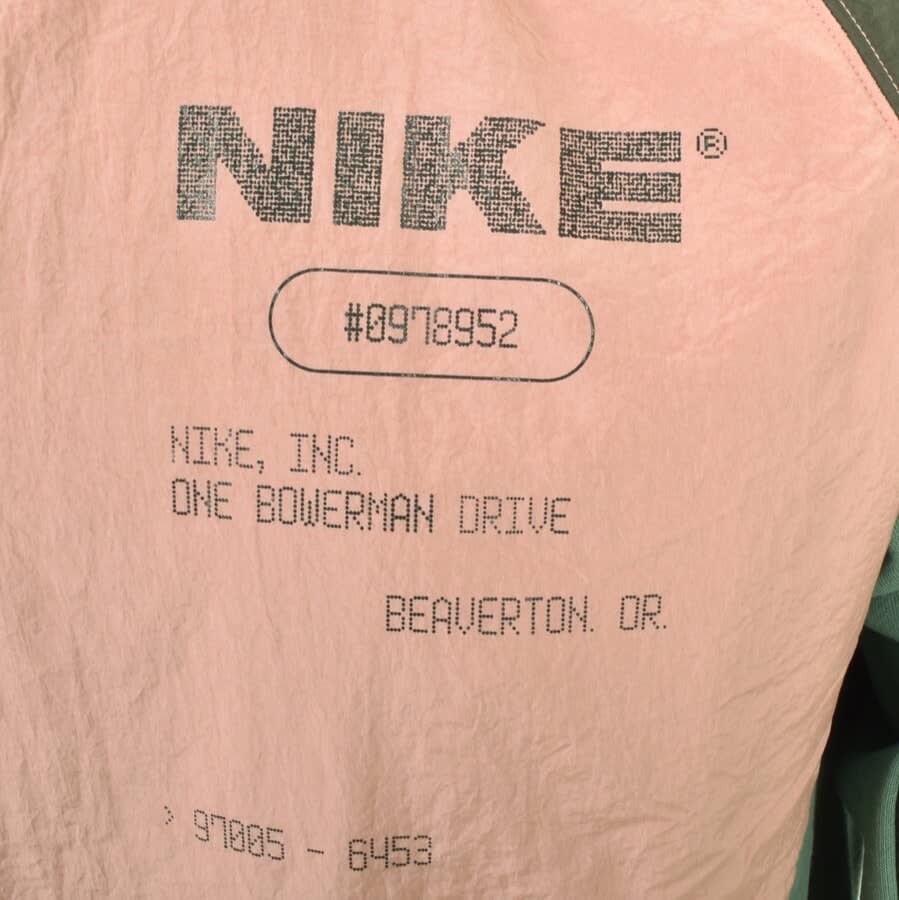 NIKE®
#0978952
NIKE, INC.
ONE BOWERMAN DRIVE
BEAVERTON. OR.
> 97005 - 6453